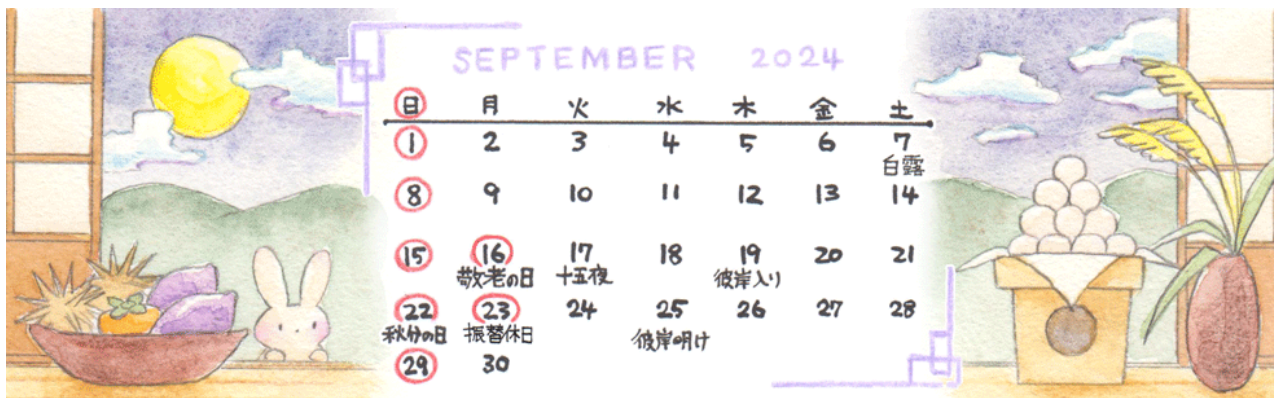 SEPTEMBER 2024
日 月 火 水 木 金 土
1 2 3 4 5 6 7
白露
8 9 10 11 12 13 14
15 16 17 18 19 20 21
敬老の日 十五夜 彼岸入り
22 23 24 25 26 27 28
秋分の日 振替休日 彼岸明け
29 30